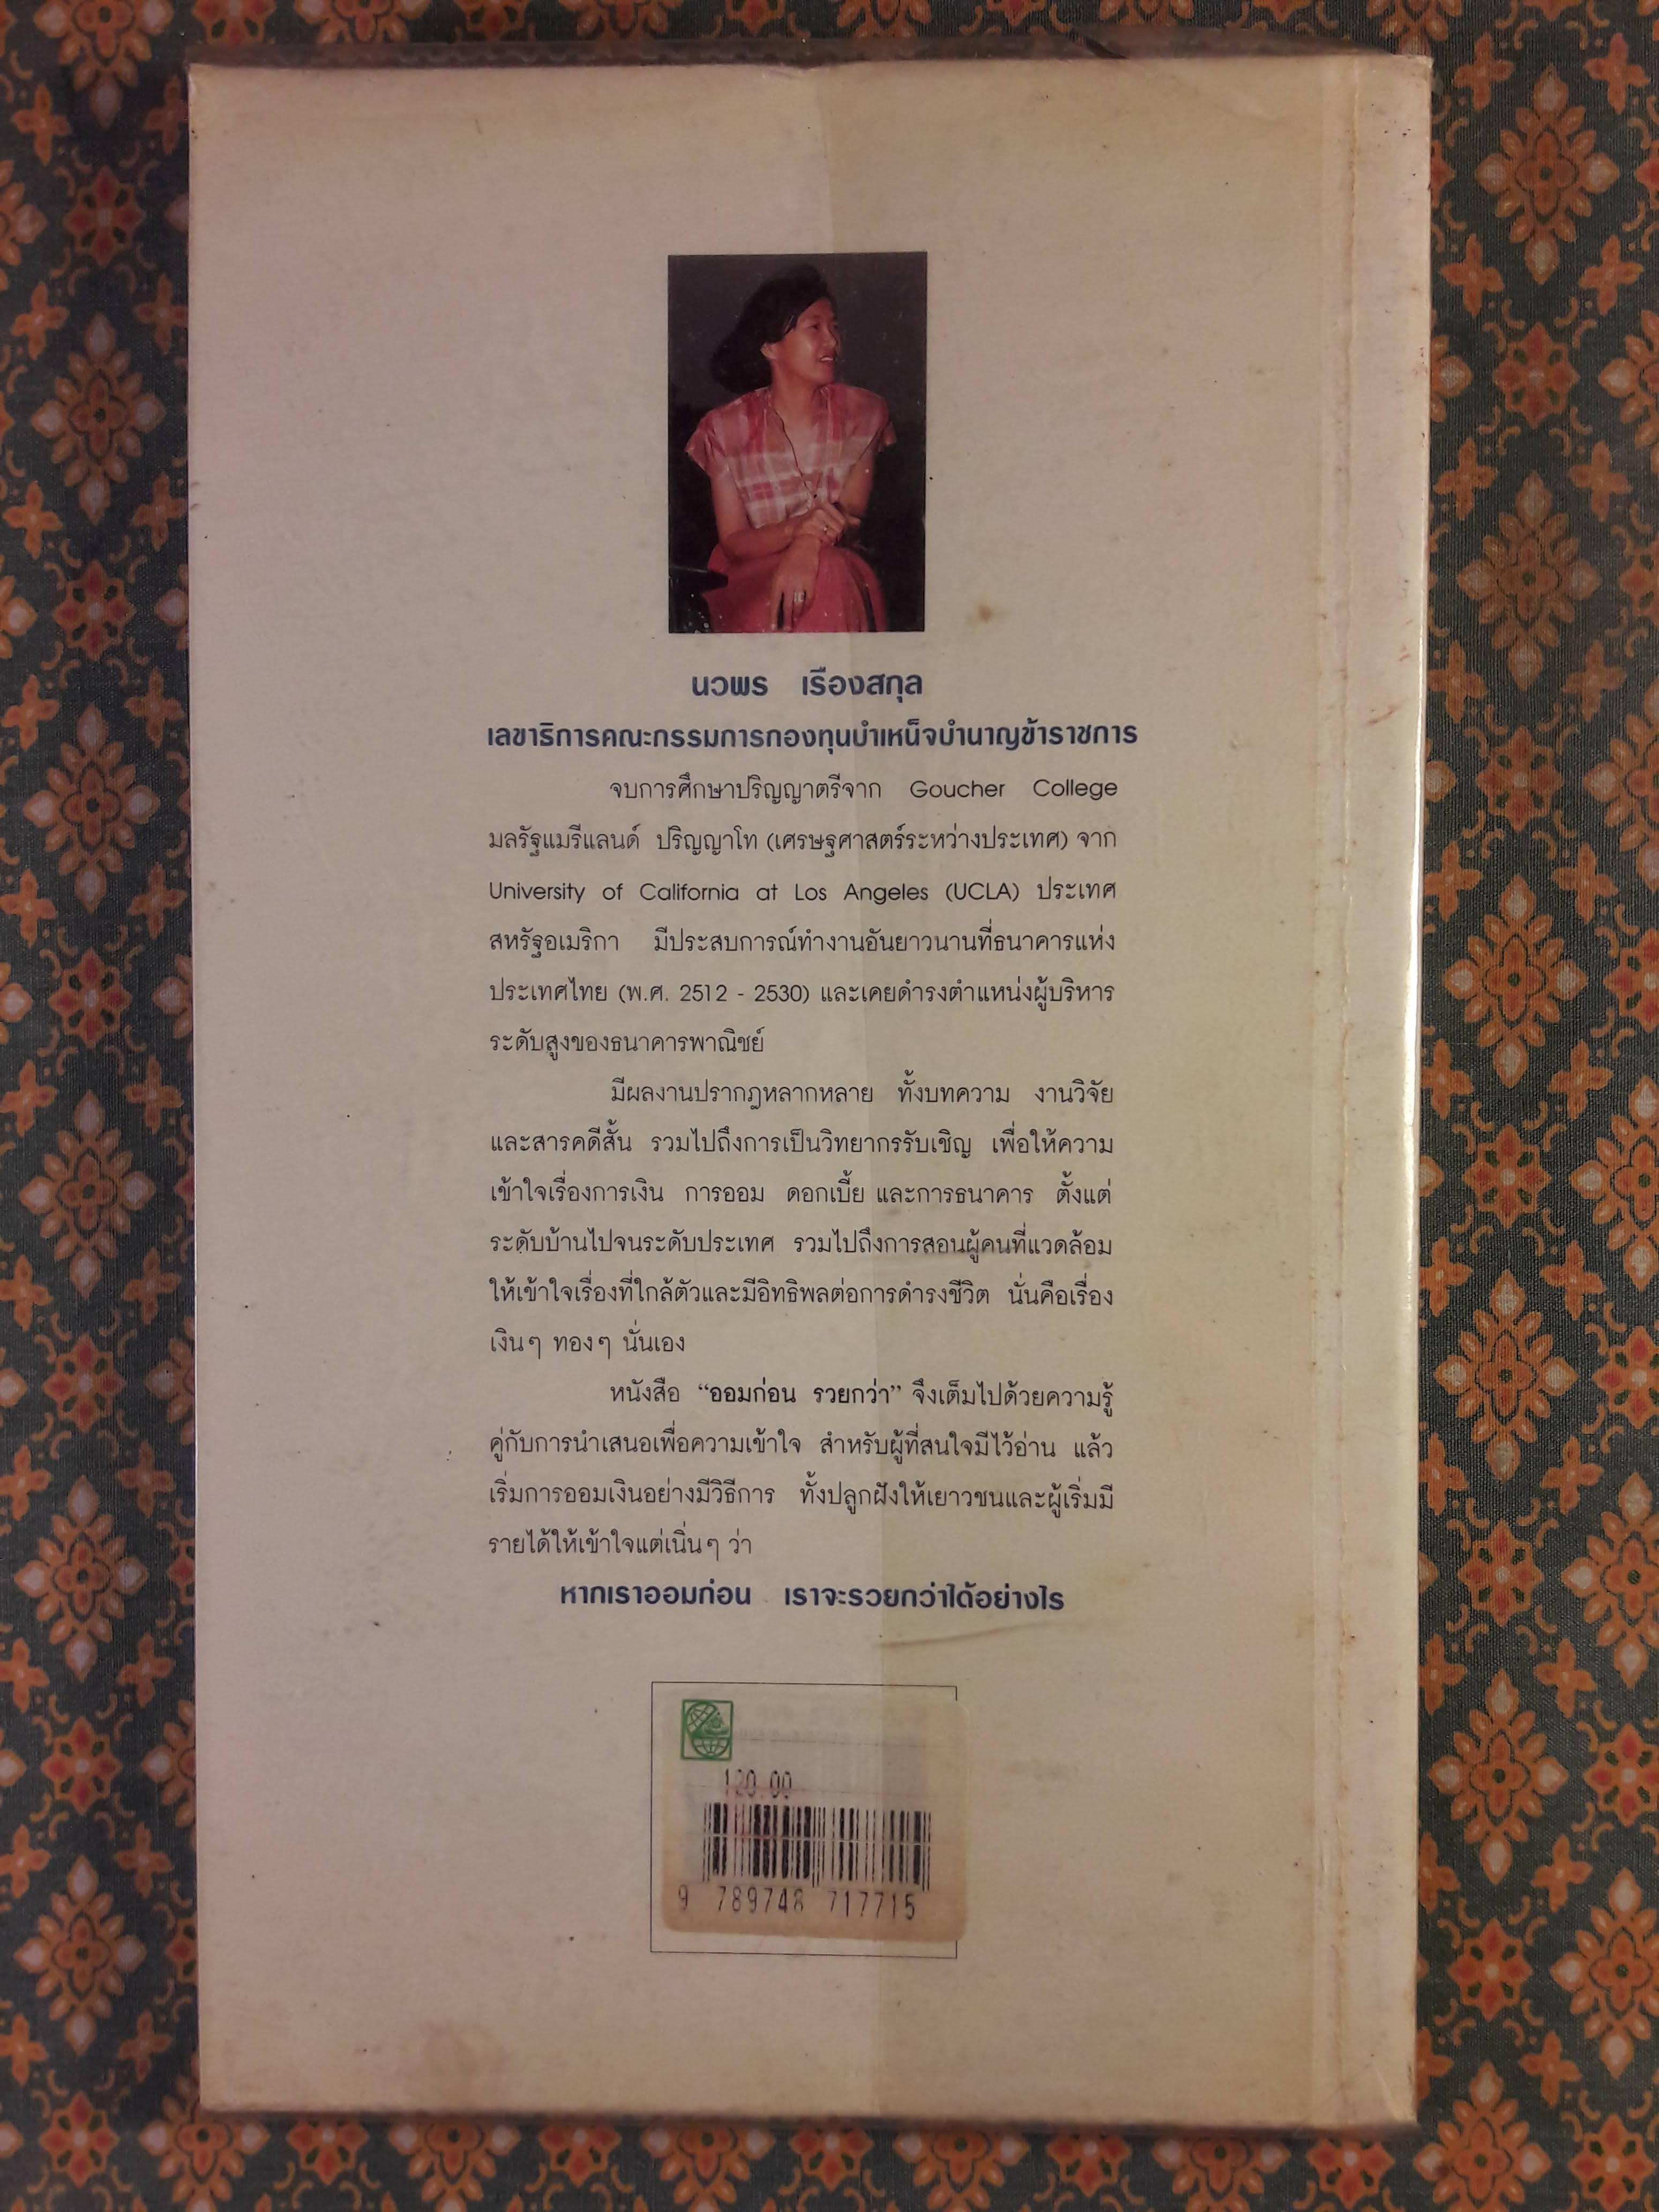 นวพร เรืองสกุล
เลขาธิการคณะกรรมการกองทุนบำเหน็จบำนาญข้าราชการ
จบการศึกษาปริญญาตรีจาก Goucher College
มลรัฐแมรีแลนด์ ปริญญาโท (เศรษฐศาสตร์ระหว่างประเทศ) จาก
University of California at Los Angeles (UCLA) ประเทศ
สหรัฐอเมริกา มีประสบการณ์ทำงานอันยาวนานที่ธนาคารแห่ง
ประเทศไทย (พ.ศ. 2512 - 2530) และเคยดำรงตำแหน่งผู้บริหาร
ระดับสูงของธนาคารพาณิชย์
มีผลงานปรากฏหลากหลาย ทั้งบทความ งานวิจัย
และสารคดีสั้น รวมไปถึงการเป็นวิทยากรรับเชิญ เพื่อให้ความ
เข้าใจเรื่องการเงิน การออม ดอกเบี้ย และการธนาคาร ตั้งแต่
ระดับบ้านไปจนระดับประเทศ รวมไปถึงการสอนผู้คนที่แวดล้อม
ให้เข้าใจเรื่องที่ใกล้ตัวและมีอิทธิพลต่อการดำรงชีวิต นั่นคือเรื่อง
เงินๆ ทองๆ นั่นเอง
หนังสือ “ออมก่อน รวยกว่า” จึงเต็มไปด้วยความรู้
คู่กับการนำเสนอเพื่อความเข้าใจ สำหรับผู้ที่สนใจมีไว้อ่าน แล้ว
เริ่มการออมเงินอย่างมีวิธีการ ทั้งปลูกฝังให้เยาวชนและผู้เริ่มมี
รายได้ให้เข้าใจแต่เนิ่นๆ ว่า
หากเราออมก่อน เราจะรวยกว่าได้อย่างไร
120.00
9 789748 717715